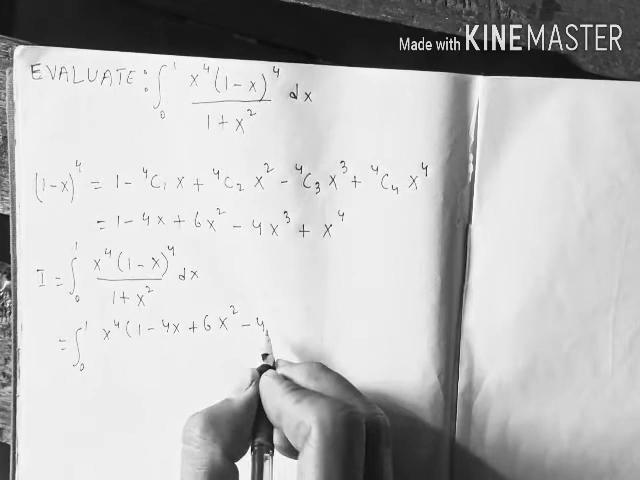 Made with KINEMASTER
EVALUATE: ∫₀¹ x⁴(1-x)⁴ / (1+x²) dx
(1-x)⁴ = 1 - ⁴C₁ x + ⁴C₂ x² - ⁴C₃ x³ + ⁴C₄ x⁴
= 1 - 4x + 6x² - 4x³ + x⁴
I = ∫₀¹ x⁴(1-x)⁴ / (1+x²) dx
= ∫₀¹ x⁴(1 - 4x + 6x² - 4